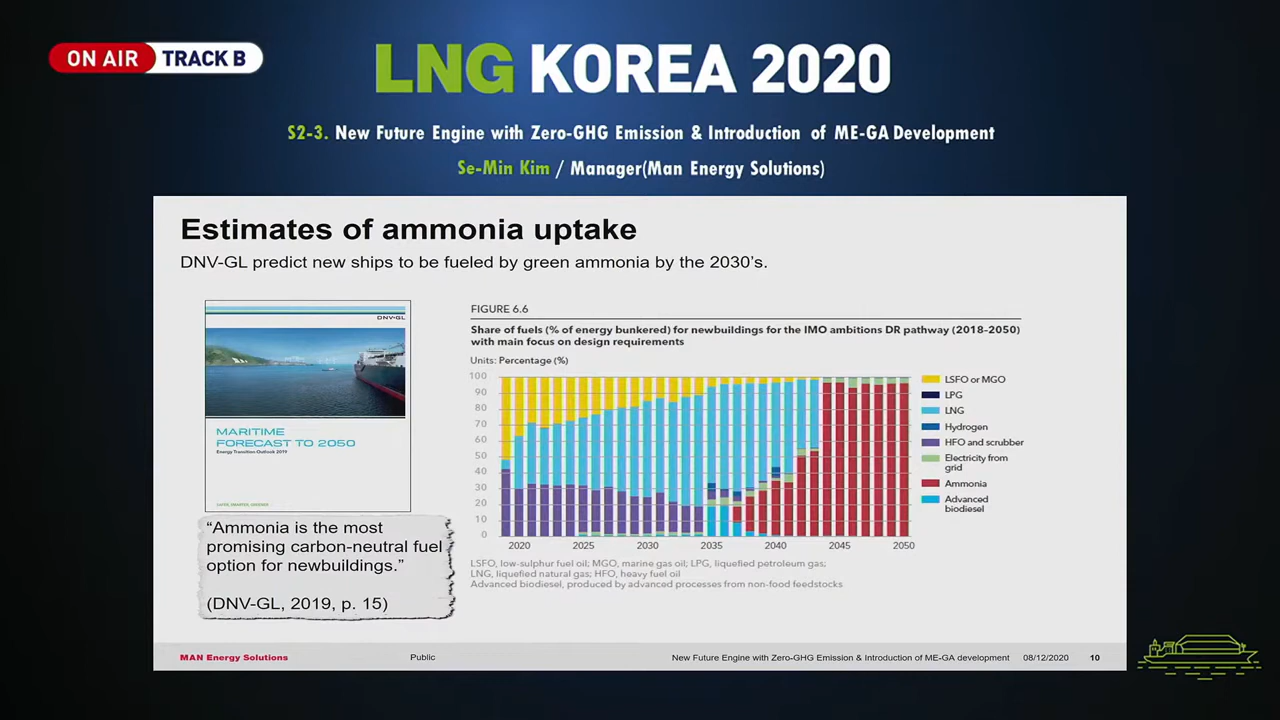 ON AIR TRACK B
LNG KOREA 2020
S2-3. New Future Engine with Zero-GHG Emission & Introduction of ME-GA Development
Se-Min Kim / Manager(Man Energy Solutions)
Estimates of ammonia uptake
DNV-GL predict new ships to be fueled by green ammonia by the 2030's.
DNV·GL
MARITIME
FORECAST TO 2050
Energy Transition Outlook 2019
SAFER, SMARTER, GREENER
"Ammonia is the most
promising carbon-neutral fuel
option for newbuildings."
(DNV-GL, 2019, p. 15)
FIGURE 6.6
Share of fuels (% of energy bunkered) for newbuildings for the IMO ambitions DR pathway (2018-2050)
with main focus on design requirements
Units: Percentage (%)
100
90
80
70
60
50
40
30
20
10
0
2020 2025 2030 2035 2040 2045 2050
LSFO or MGO
LPG
LNG
Hydrogen
HFO and scrubber
Electricity from
grid
Ammonia
Advanced
biodiesel
LSFO, low-sulphur fuel oil; MGO, marine gas oil; LPG, liquefied petroleum gas;
LNG, liquefied natural gas; HFO, heavy fuel oil
Advanced biodiesel, produced by advanced processes from non-food feedstocks
MAN Energy Solutions Public New Future Engine with Zero-GHG Emission & Introduction of ME-GA development 08/12/2020 10